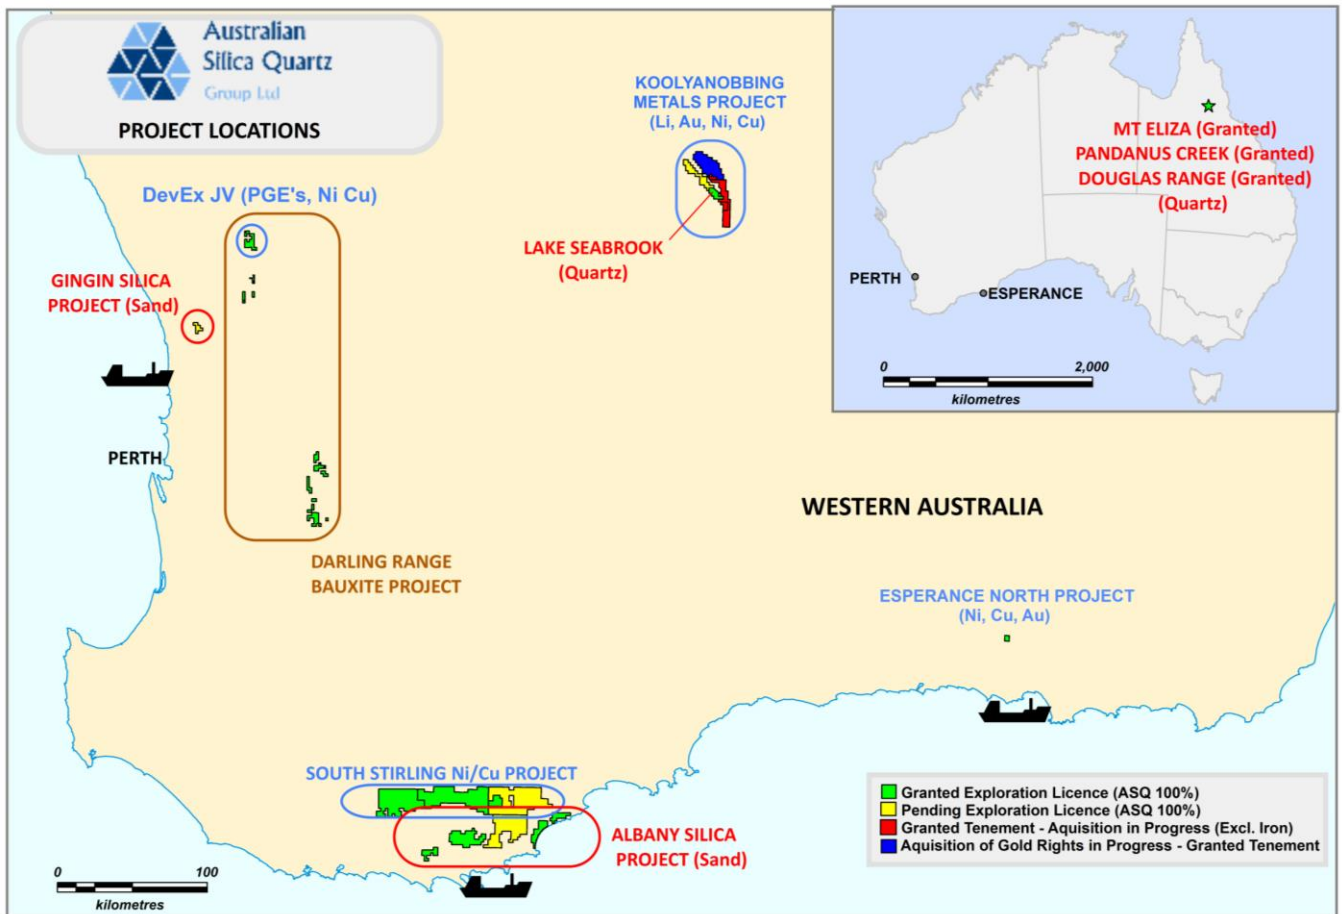 Australian
Silica Quartz
Group Ltd
PROJECT LOCATIONS
KOOLYANOBBING
METALS PROJECT
(Li, Au, Ni, Cu)
MT ELIZA (Granted)
PANDANUS CREEK (Granted)
DOUGLAS RANGE (Granted)
(Quartz)
DevEx JV (PGE's, Ni Cu)
LAKE SEABROOK
(Quartz)
GINGIN SILICA
PROJECT (Sand)
PERTH
ESPERANCE
0 2,000
kilometres
PERTH
WESTERN AUSTRALIA
DARLING RANGE
BAUXITE PROJECT
ESPERANCE NORTH PROJECT
(Ni, Cu, Au)
SOUTH STIRLING Ni/Cu PROJECT
ALBANY SILICA
PROJECT (Sand)
Granted Exploration Licence (ASQ 100%)
Pending Exploration Licence (ASQ 100%)
Granted Tenement - Aquisition in Progress (Excl. Iron)
Aquisition of Gold Rights in Progress - Granted Tenement
0 100
kilometres